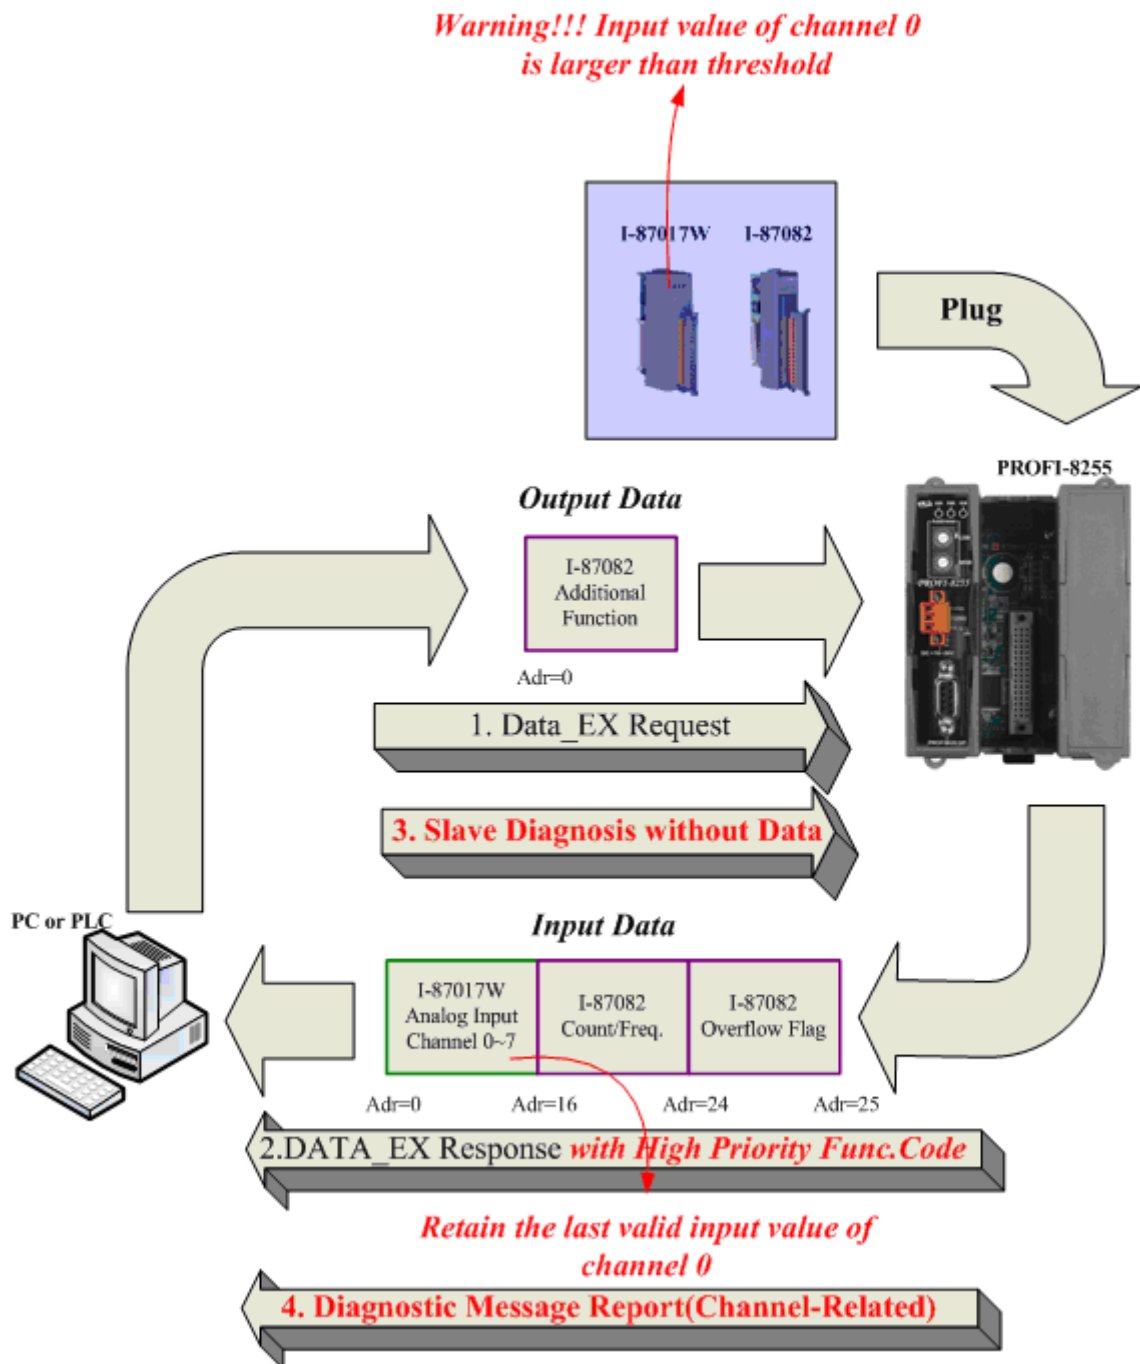 Warning!!! Input value of channel 0
is larger than threshold
I-87017W
I-87082
Plug
PROFI-8255
Output Data
I-87082
Additional
Function
Adr=0
PROFI-8255
1. Data_EX Request
3. Slave Diagnosis without Data
PC or PLC
Input Data
I-87017W
Analog Input
Channel 0~7
I-87082
Count/Freq.
I-87082
Overflow Flag
Adr=0
Adr=16
Adr=24
Adr=25
2.DATA_EX Response with High Priority Func.Code
Retain the last valid input value of
channel 0
4. Diagnostic Message Report(Channel-Related)